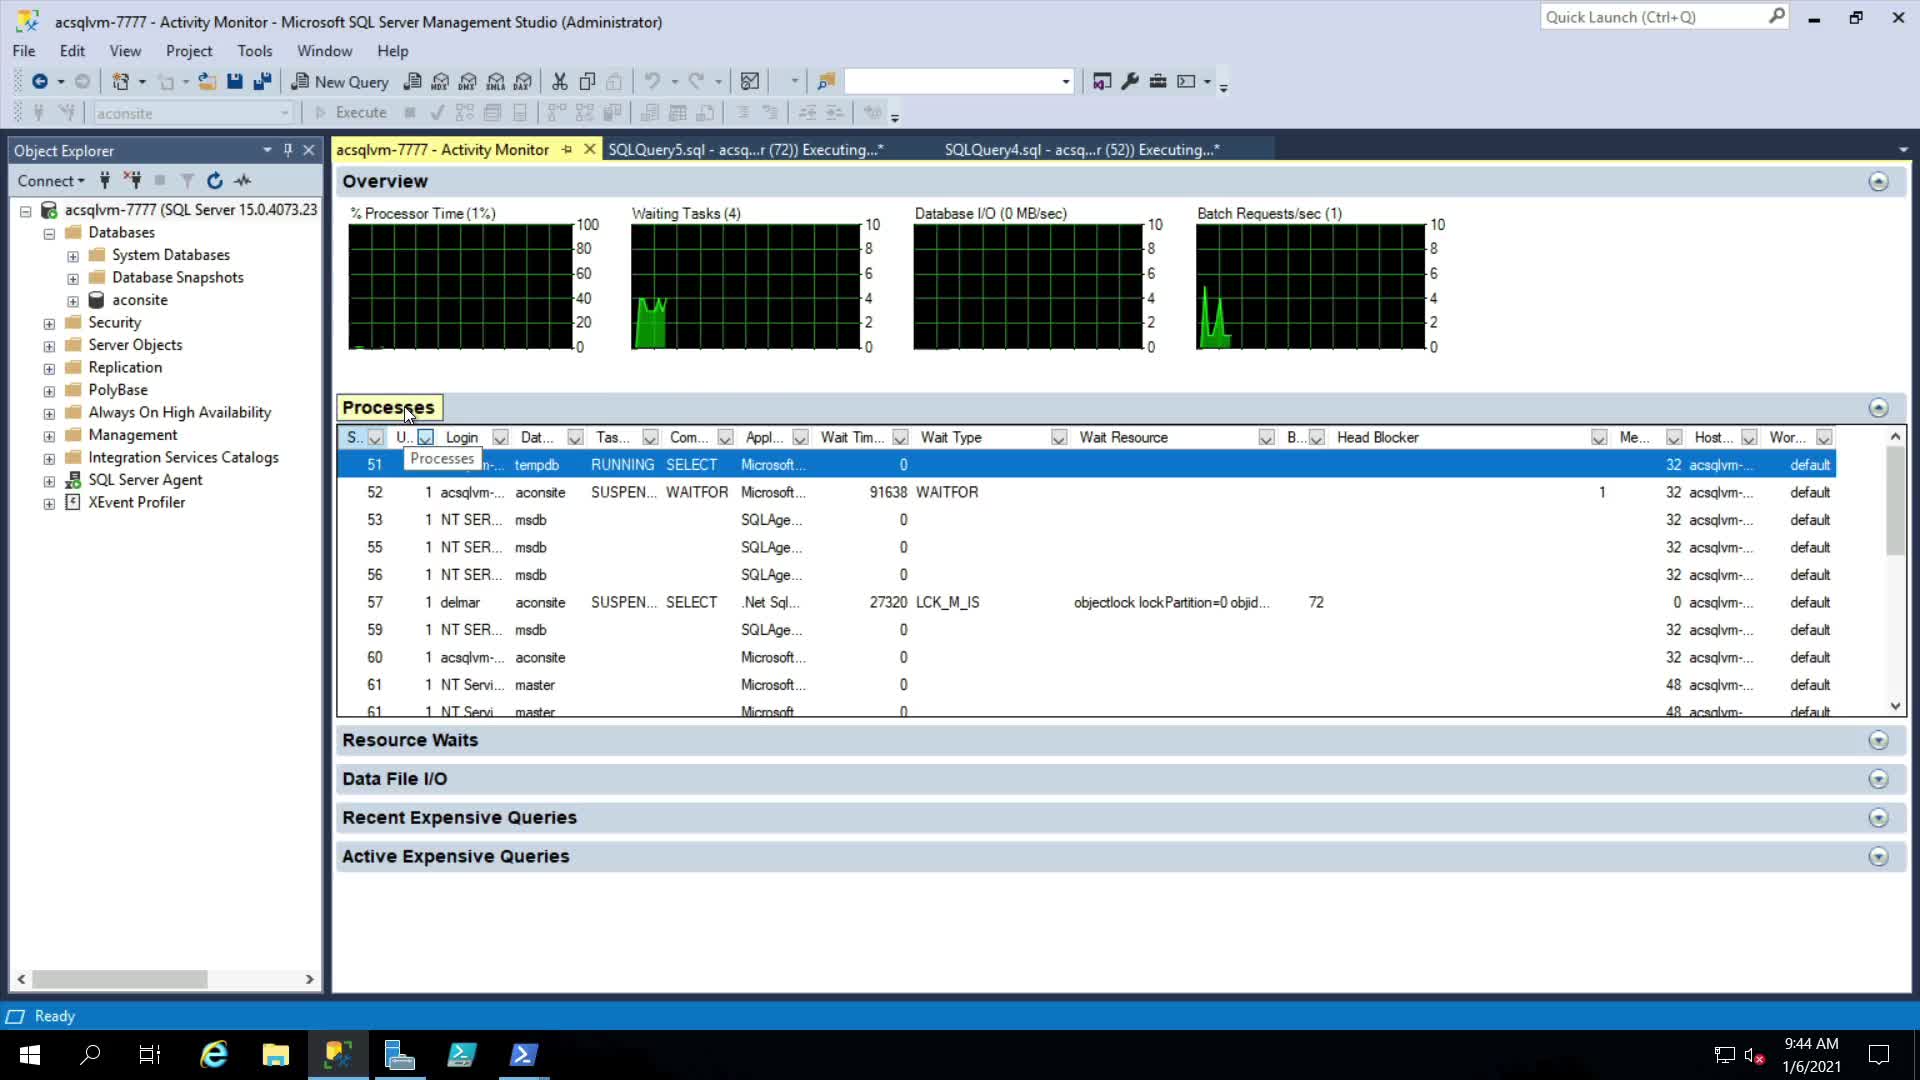 acsqlvm-7777 - Activity Monitor - Microsoft SQL Server Management Studio (Administrator)
Quick Launch (Ctrl+Q)
File Edit View Project Tools Window Help
New Query MDX DMX XMLA DAX
aconsite Execute
Object Explorer
acsqlvm-7777 - Activity Monitor SQLQuery5.sql - acsq...r (72)) Executing...* SQLQuery4.sql - acsq...r (52)) Executing...*
Connect
acsqlvm-7777 (SQL Server 15.0.4073.23
Databases
System Databases
Database Snapshots
aconsite
Security
Server Objects
Replication
PolyBase
Always On High Availability
Management
Integration Services Catalogs
SQL Server Agent
XEvent Profiler
Overview
% Processor Time (1%)
100
80
60
40
20
0
Waiting Tasks (4)
10
8
6
4
2
0
Database I/O (0 MB/sec)
10
8
6
4
2
0
Batch Requests/sec (1)
10
8
6
4
2
0
Processes
S... U... Login Dat... Tas... Com... Appl... Wait Tim... Wait Type Wait Resource B... Head Blocker Me... Host... Wor...
Processes
51 tempdb RUNNING SELECT Microsoft... 0 32 acsqlvm-... default
52 1 acsqlvm-... aconsite SUSPEN... WAITFOR Microsoft... 91638 WAITFOR 1 32 acsqlvm-... default
53 1 NT SER... msdb SQLAge... 0 32 acsqlvm-... default
55 1 NT SER... msdb SQLAge... 0 32 acsqlvm-... default
56 1 NT SER... msdb SQLAge... 0 32 acsqlvm-... default
57 1 delmar aconsite SUSPEN... SELECT .Net Sql... 27320 LCK_M_IS objectlock lockPartition=0 objid... 72 0 acsqlvm-... default
59 1 NT SER... msdb SQLAge... 0 32 acsqlvm-... default
60 1 acsqlvm-... aconsite Microsoft... 0 32 acsqlvm-... default
61 1 NT Servi... master Microsoft... 0 48 acsqlvm-... default
61 1 NT Servi master Microsoft 0 48 acsqlvm- default
Resource Waits
Data File I/O
Recent Expensive Queries
Active Expensive Queries
Ready
9:44 AM
1/6/2021